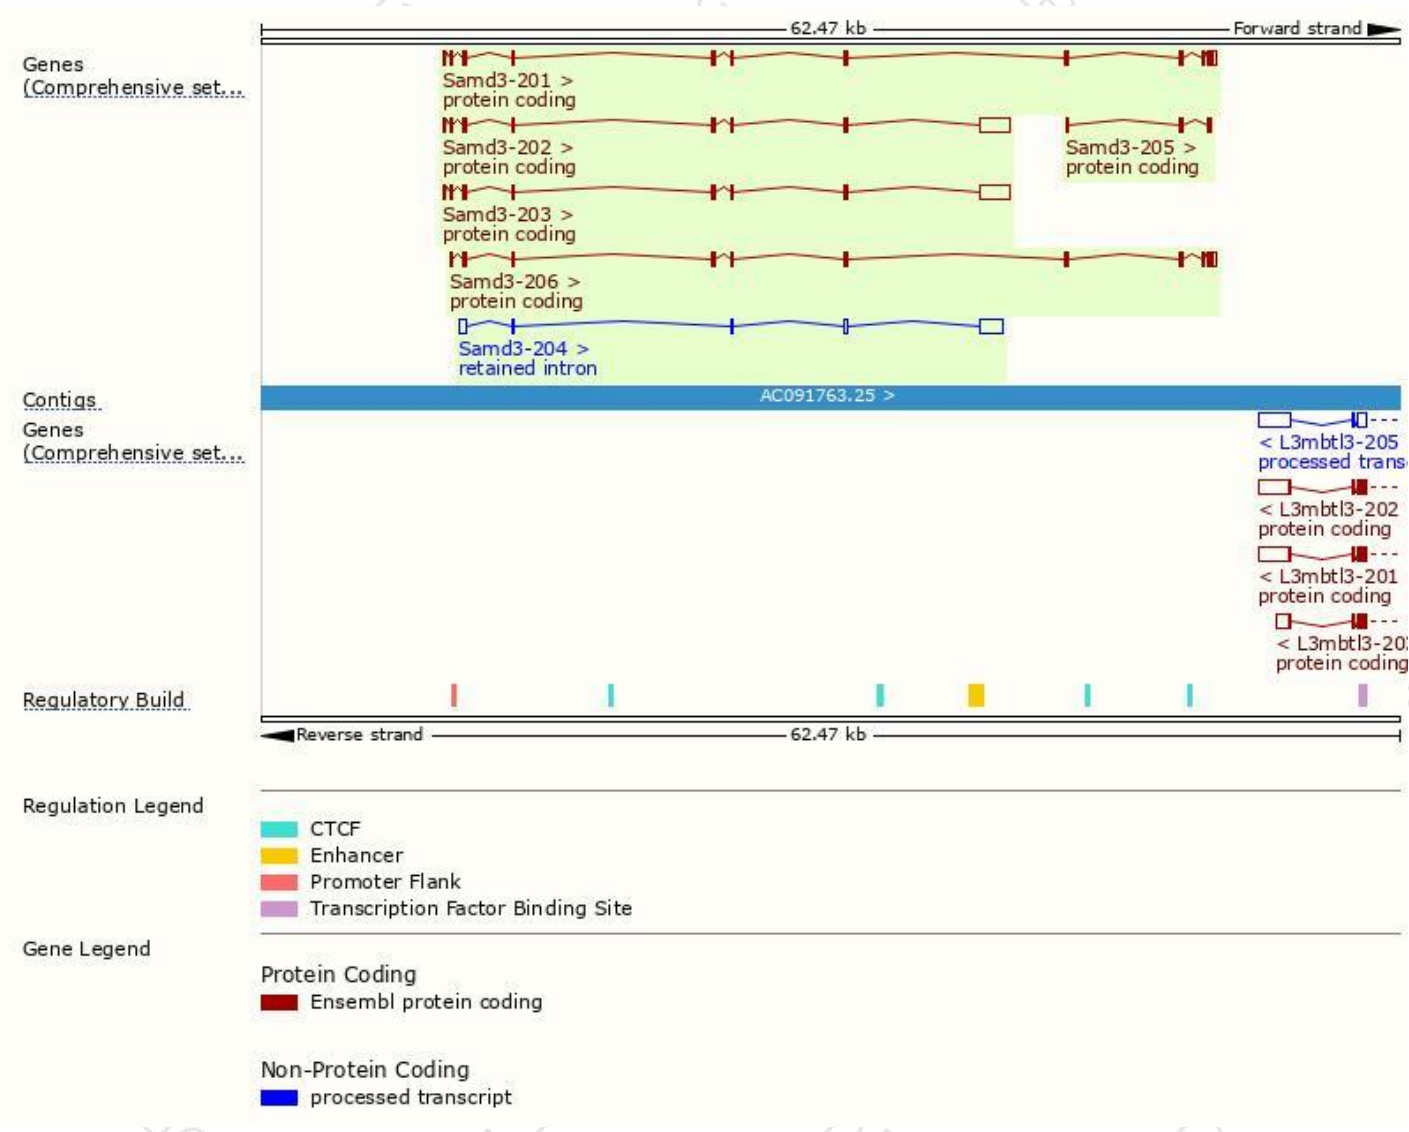 62.47 kb
Forward strand
Genes
(Comprehensive set...
Samd3-201 >
protein coding
Samd3-202 >
protein coding
Samd3-205 >
protein coding
Samd3-203 >
protein coding
Samd3-206 >
protein coding
Samd3-204 >
retained intron
Contigs
AC091763.25 >
Genes
(Comprehensive set...
< L3mbtl3-205
processed trans
< L3mbtl3-202
protein coding
< L3mbtl3-201
protein coding
< L3mbtl3-20
protein coding
Regulatory Build
Reverse strand
62.47 kb
Regulation Legend
CTCF
Enhancer
Promoter Flank
Transcription Factor Binding Site
Gene Legend
Protein Coding
Ensembl protein coding
Non-Protein Coding
processed transcript